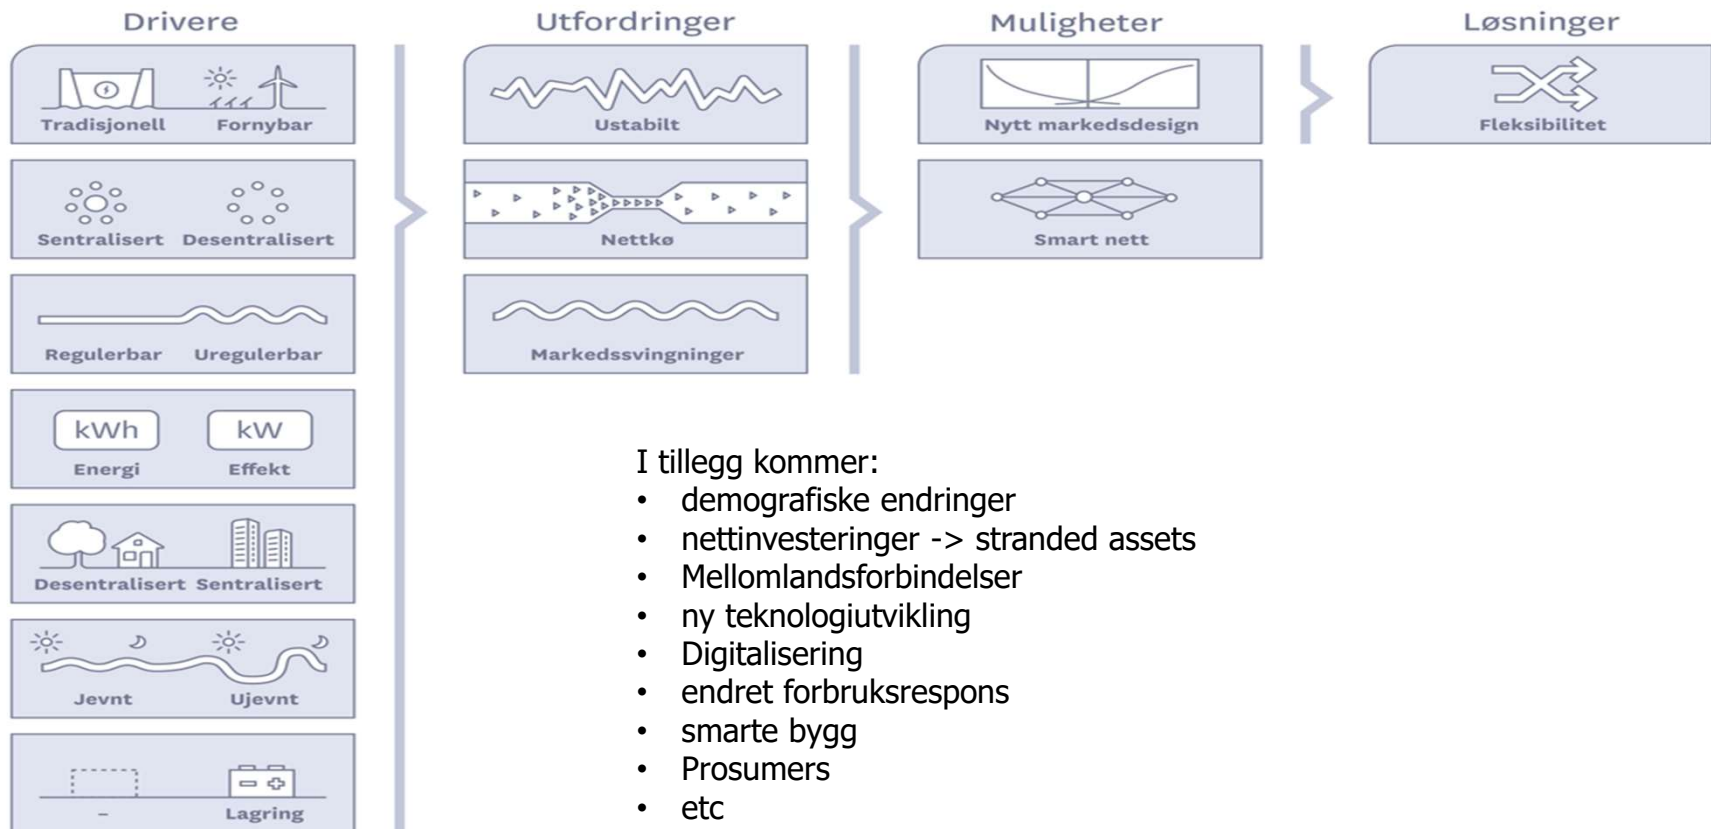 Drivere
Tradisjonell Fornybar
Sentralisert Desentralisert
Regulerbar Uregulerbar
kWh kW
Energi Effekt
Desentralisert Sentralisert
Jevnt Ujevnt
– Lagring
Utfordringer
Ustabilt
Nettkø
Markedssvingninger
Muligheter
Nytt markedsdesign
Smart nett
Løsninger
Fleksibilitet
I tillegg kommer:
• demografiske endringer
• nettinvesteringer -> stranded assets
• Mellomlandsforbindelser
• ny teknologiutvikling
• Digitalisering
• endret forbruksrespons
• smarte bygg
• Prosumers
• etc